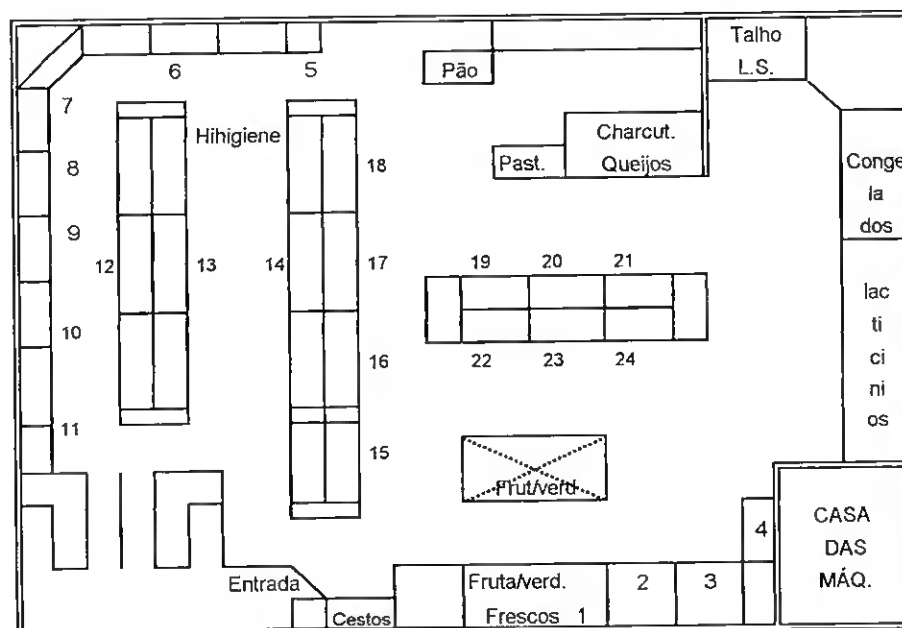 Talho
L.S.
6
5
Pão
7
Hihigiene
Charcut.
Queijos
18
Past.
8
Conge
la
dos
9
12
13
14
17
19
20
21
lac
ti
ci
ni
os
10
16
22
23
24
11
15
Frut/verd
4
CASA
DAS
MÁQ.
Entrada
Fruta/verd.
Frescos 1
2
3
Cestos